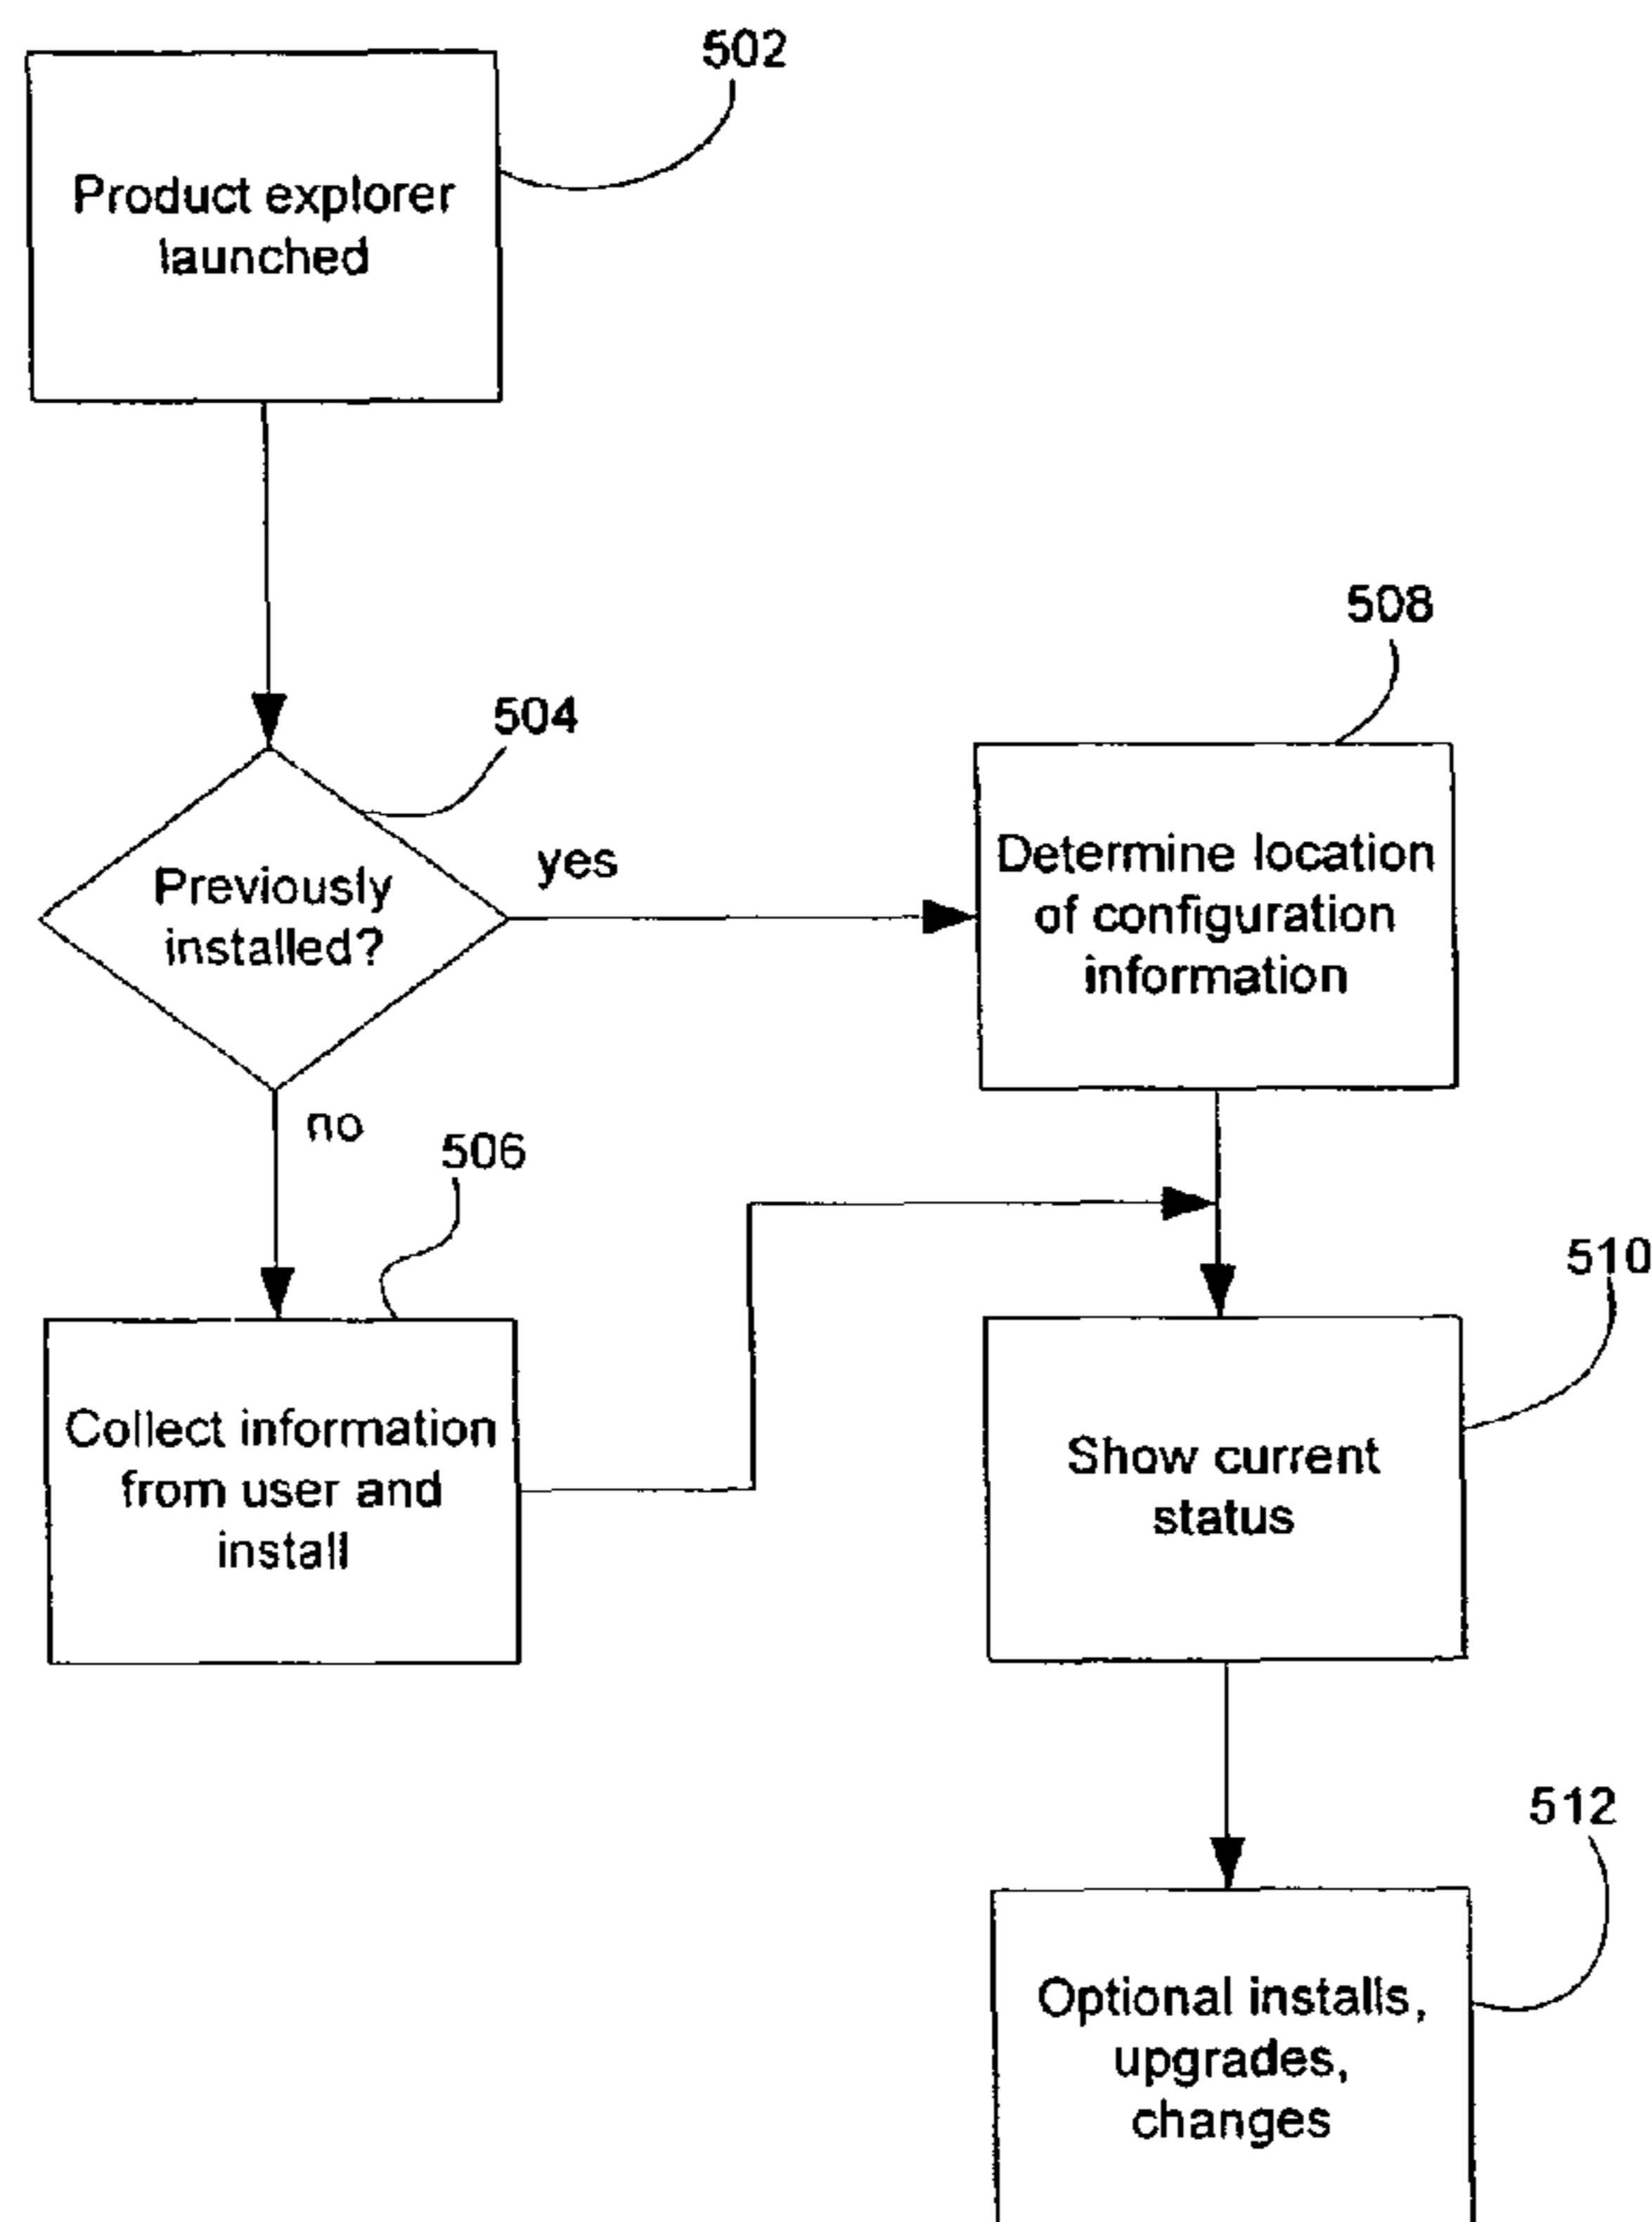 502
Product explorer
launched
508
504
yes
Previously
installed?
Determine location
of configuration
information
no
506
510
Collect information
from user and
install
Show current
status
512
Optional installs,
upgrades,
changes